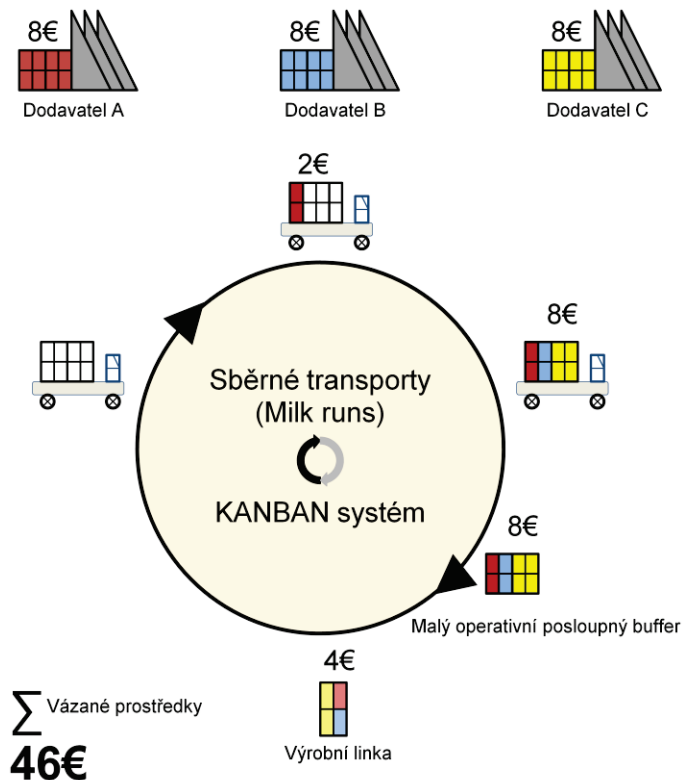 8€ 8€ 8€
Dodavatel A Dodavatel B Dodavatel C
2€
8€
Sběrné transporty
(Milk runs)
KANBAN systém
8€
Malý operativní posloupný buffer
4€
∑ Vázané prostředky
46€
Výrobní linka